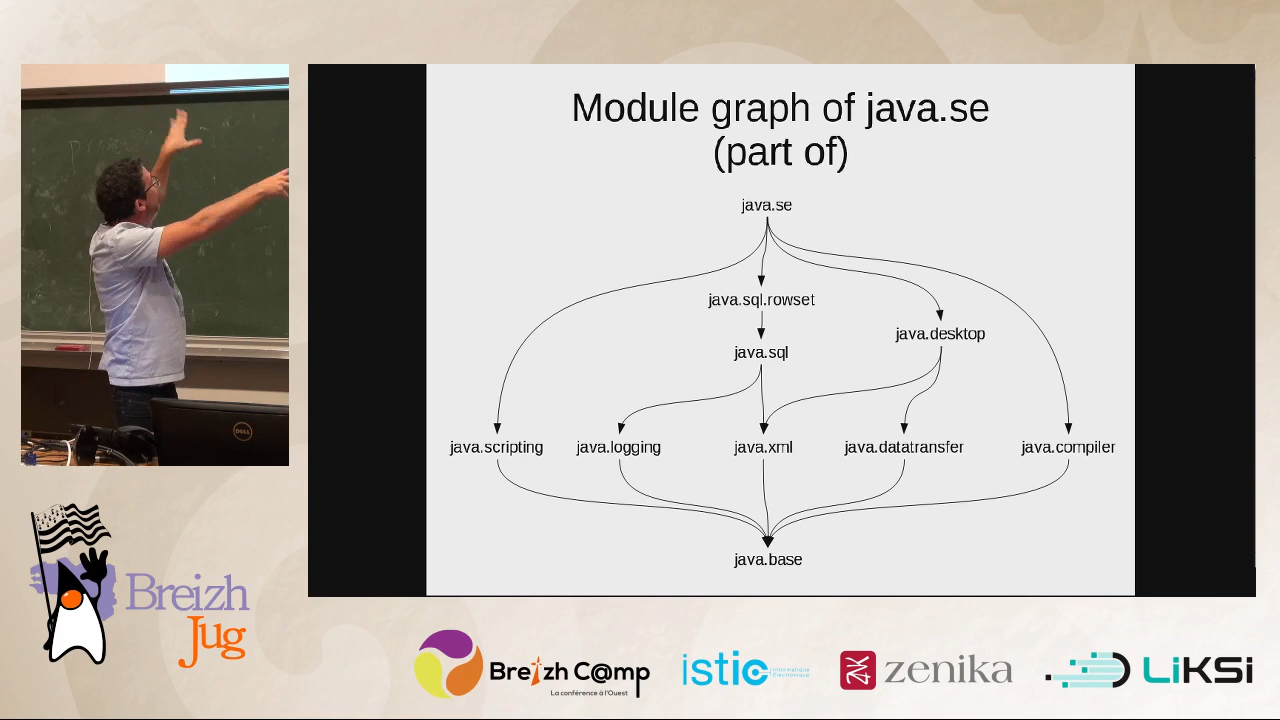 Module graph of java.se
(part of)
java.se
java.sql.rowset
java.desktop
java.sql
java.scripting
java.logging
java.xml
java.datatransfer
java.compiler
java.base
DELL
Breizh
Jug
Breizh C@mp
La conférence à l'Ouest
istic
Informatique
Électronique
zenika
LiKSi